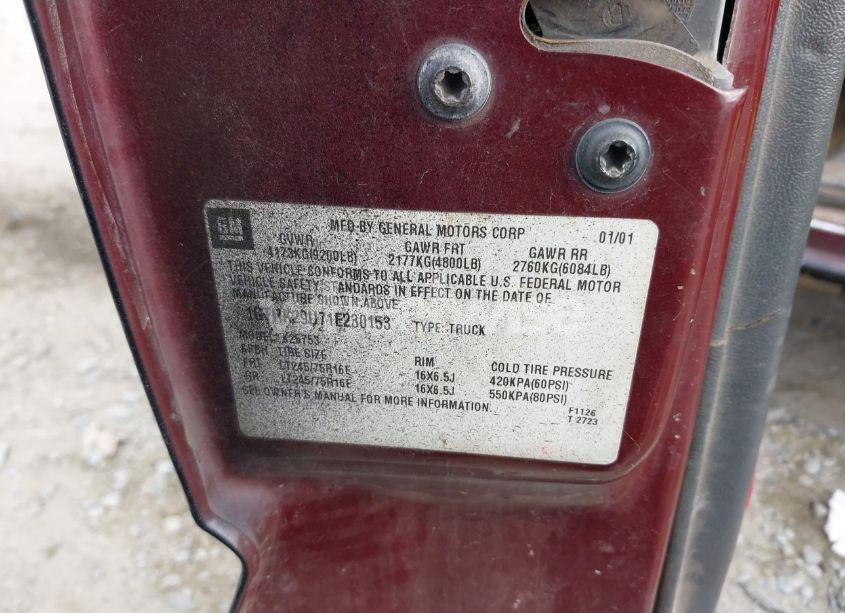 GM
MFD BY GENERAL MOTORS CORP 01/01
GVWR GAWR FRT GAWR RR
4173KG(9200LB) 2177KG(4800LB) 2760KG(6084LB)
THIS VEHICLE CONFORMS TO ALL APPLICABLE U.S. FEDERAL MOTOR
VEHICLE SAFETY STANDARDS IN EFFECT ON THE DATE OF
MANUFACTURE SHOWN ABOVE.
TYPE: TRUCK
MODEL:
TIRE SIZE RIM COLD TIRE PRESSURE
FRT LT245/75R16E 16X6.5J 420KPA(60PSI)
RR LT245/75R16E 16X6.5J 550KPA(80PSI)
SEE OWNER'S MANUAL FOR MORE INFORMATION.
F1126
T 2723